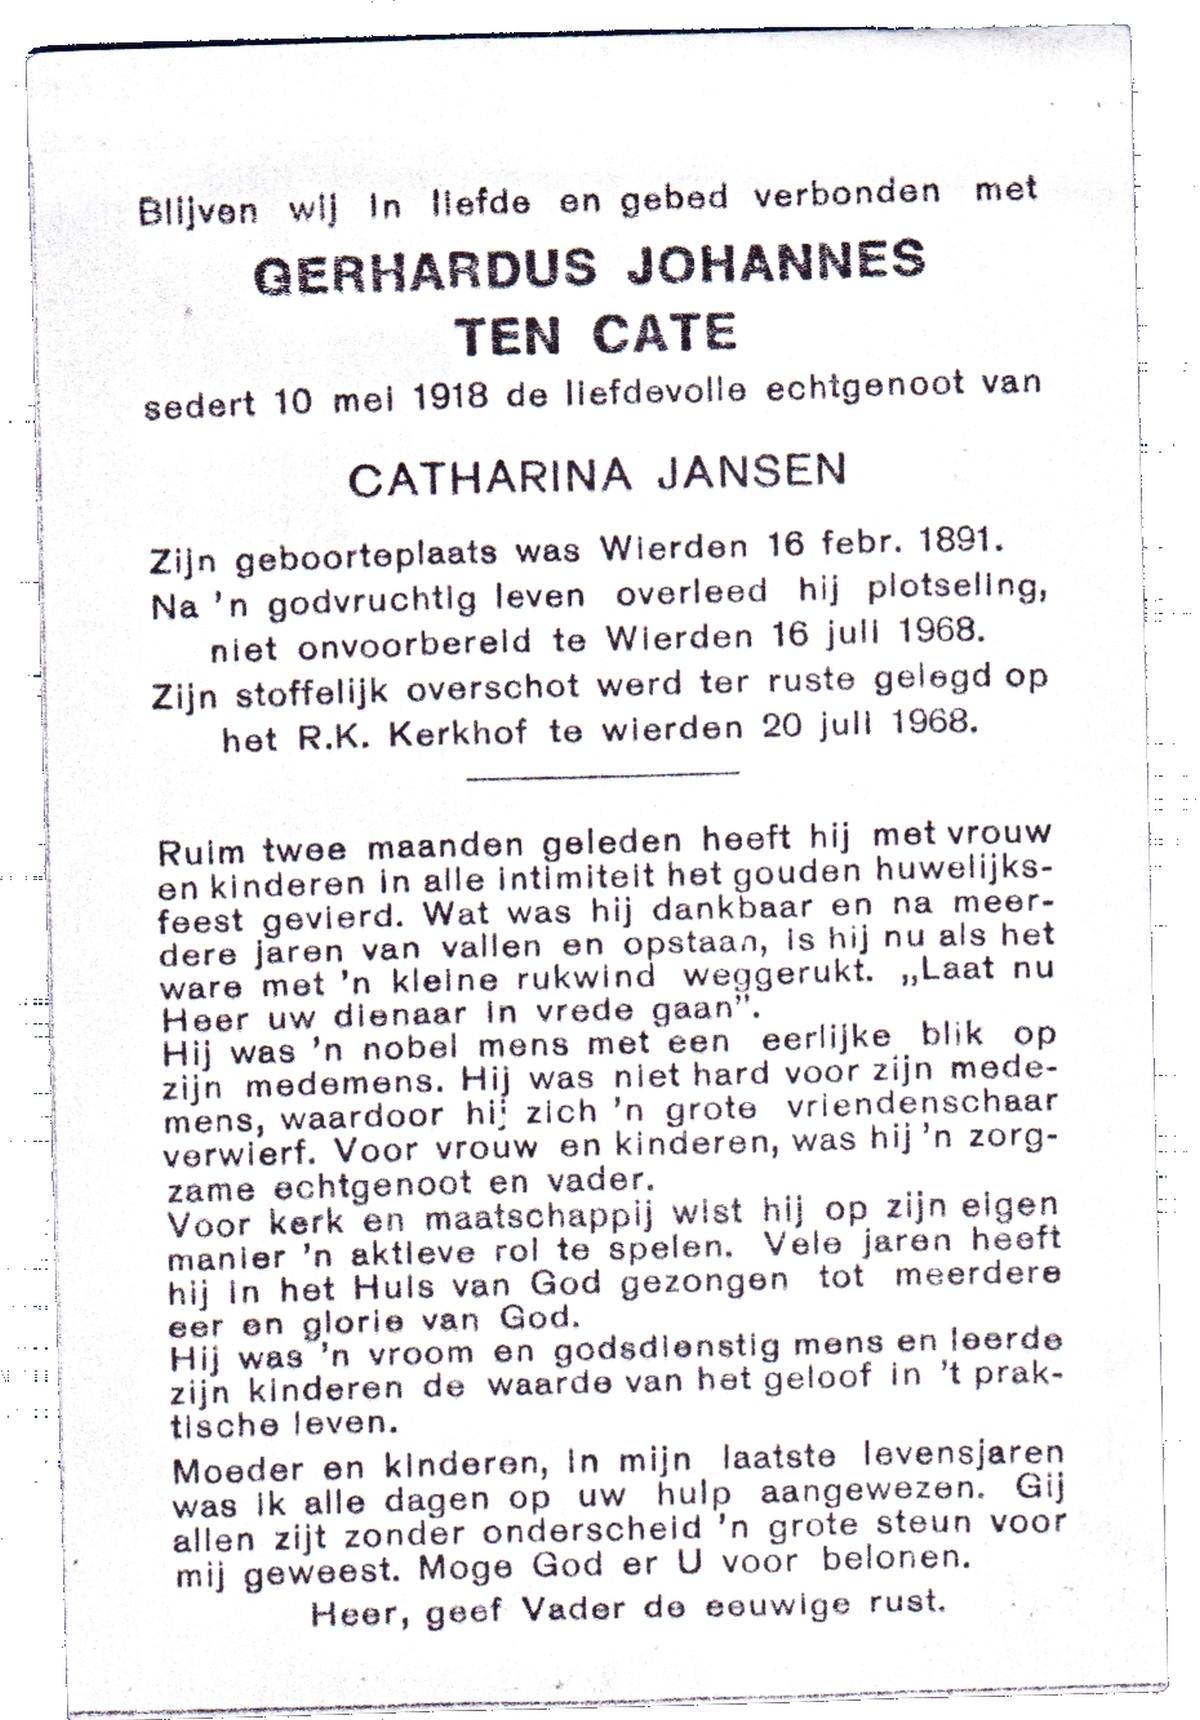 Blijven wij in liefde en gebed verbonden met
GERHARDUS JOHANNES
TEN CATE
sedert 10 mei 1918 de liefdevolle echtgenoot van
CATHARINA JANSEN
Zijn geboorteplaats was Wierden 16 febr. 1891.
Na 'n godvruchtig leven overleed hij plotseling,
niet onvoorbereid te Wierden 16 juli 1968.
Zijn stoffelijk overschot werd ter ruste gelegd op
het R.K. Kerkhof te wierden 20 juli 1968.
Ruim twee maanden geleden heeft hij met vrouw
en kinderen in alle intimiteit het gouden huwelijks-
feest gevierd. Wat was hij dankbaar en na meer-
dere jaren van vallen en opstaan, is hij nu als het
ware met 'n kleine rukwind weggerukt. „Laat nu
Heer uw dienaar in vrede gaan".
Hij was 'n nobel mens met een eerlijke blik op
zijn medemens. Hij was niet hard voor zijn mede-
mens, waardoor hij zich 'n grote vriendenschaar
verwierf. Voor vrouw en kinderen, was hij 'n zorg-
zame echtgenoot en vader.
Voor kerk en maatschappij wist hij op zijn eigen
manier 'n aktieve rol te spelen. Vele jaren heeft
hij in het Huis van God gezongen tot meerdere
eer en glorie van God.
Hij was 'n vroom en godsdienstig mens en leerde
zijn kinderen de waarde van het geloof in 't prak-
tische leven.
Moeder en kinderen, in mijn laatste levensjaren
was ik alle dagen op uw hulp aangewezen. Gij
allen zijt zonder onderscheid 'n grote steun voor
mij geweest. Moge God er U voor belonen.
Heer, geef Vader de eeuwige rust.